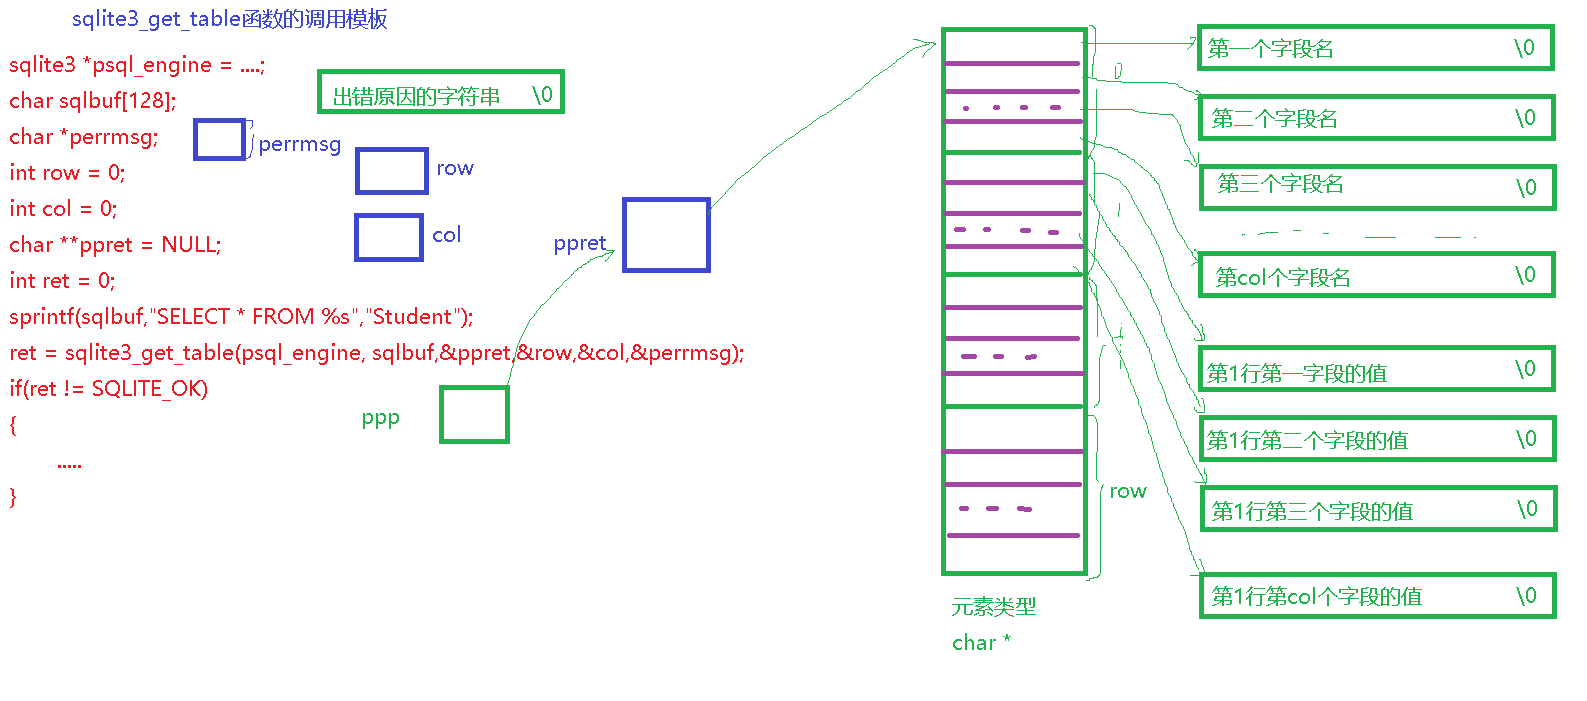 sqlite3_get_table函数的调用模板
sqlite3 *psql_engine = ....;
char sqlbuf[128];
char *perrmsg;
int row = 0;
int col = 0;
char **ppret = NULL;
int ret = 0;
sprintf(sqlbuf,"SELECT * FROM %s","Student");
ret = sqlite3_get_table(psql_engine, sqlbuf,&ppret,&row,&col,&perrmsg);
if(ret != SQLITE_OK)
{
.....
}
出错原因的字符串 \0
perrmsg
row
col
ppret
ppp
0
1
row
元素类型
char *
第一个字段名 \0
第二个字段名 \0
第三个字段名 \0
第col个字段名 \0
第1行第一字段的值 \0
第1行第二个字段的值 \0
第1行第三个字段的值 \0
第1行第col个字段的值 \0